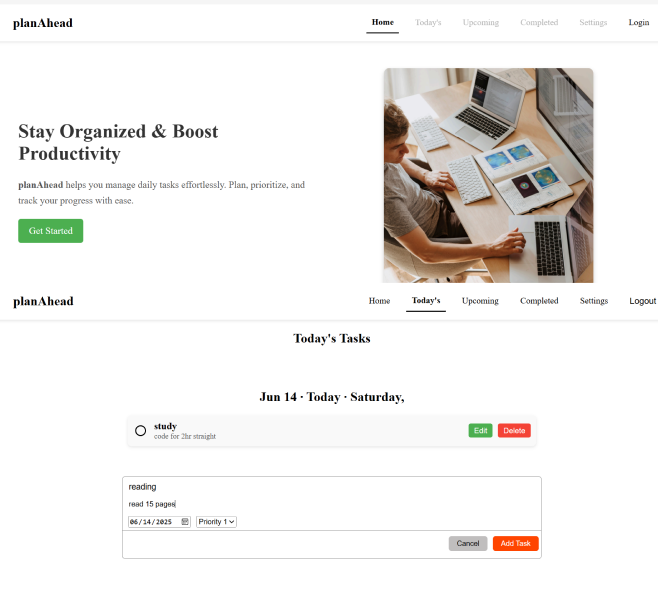 planAhead
Home Today's Upcoming Completed Settings Login
Stay Organized & Boost
Productivity
planAhead helps you manage daily tasks effortlessly. Plan, prioritize, and
track your progress with ease.
Get Started
planAhead
Home Today's Upcoming Completed Settings Logout
Today's Tasks
Jun 14 · Today · Saturday,
study
code for 2hr straight
Edit Delete
reading
read 15 pages
06/14/2025 Priority 1
Cancel Add Task